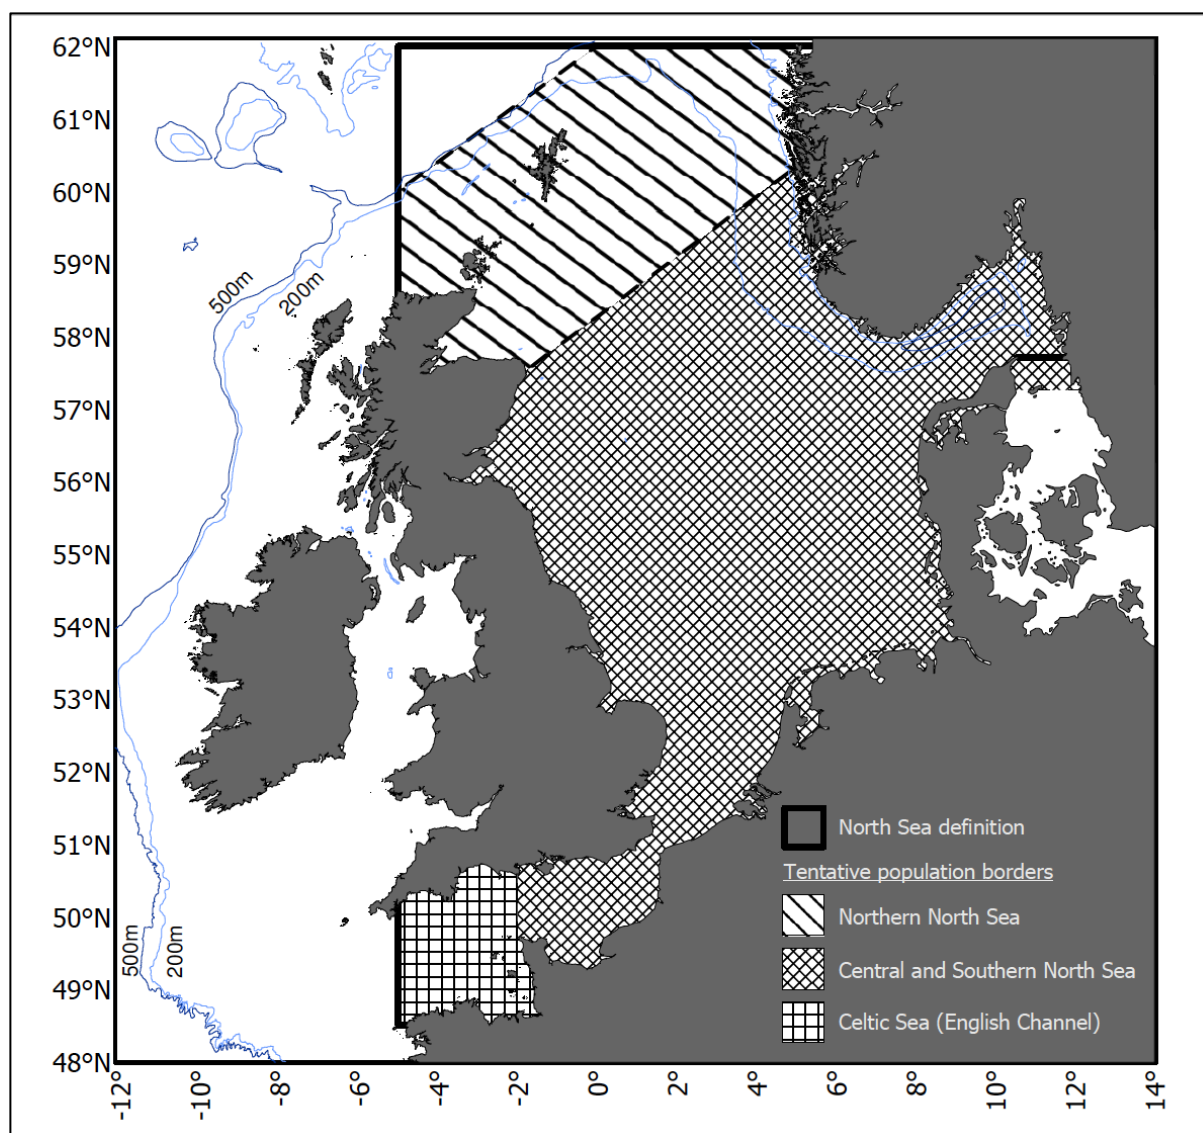 62°N
61°N
60°N
59°N
58°N
57°N
56°N
55°N
54°N
53°N
52°N
51°N
50°N
49°N
48°N
500m
200m
500m
200m
North Sea definition
Tentative population borders
Northern North Sea
Central and Southern North Sea
Celtic Sea (English Channel)
-12°
-10°
-8°
-6°
-4°
-2°
0°
2°
4°
6°
8°
10°
12°
14°